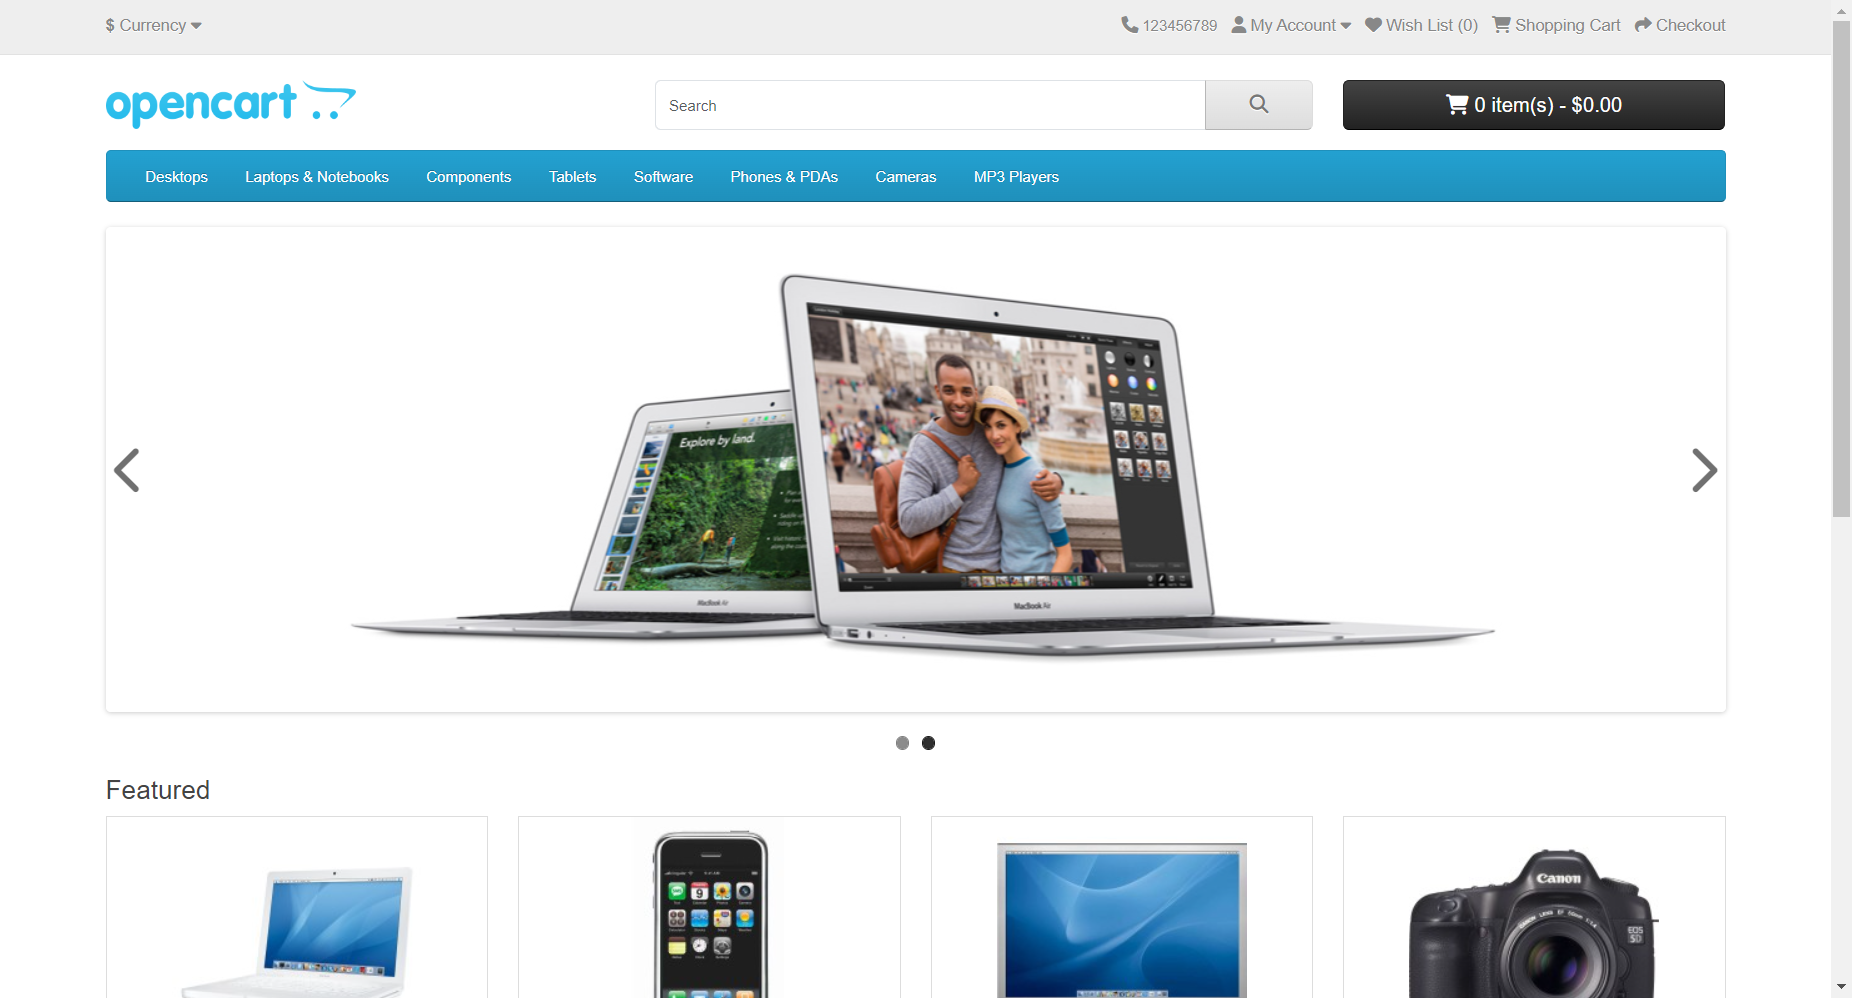 $ Currency
123456789 My Account Wish List (0) Shopping Cart Checkout
opencart
Search
0 item(s) - $0.00
Desktops Laptops & Notebooks Components Tablets Software Phones & PDAs Cameras MP3 Players
Explore by land.
MacBook Air
MacBook Air
Featured
Canon
EOS
5D